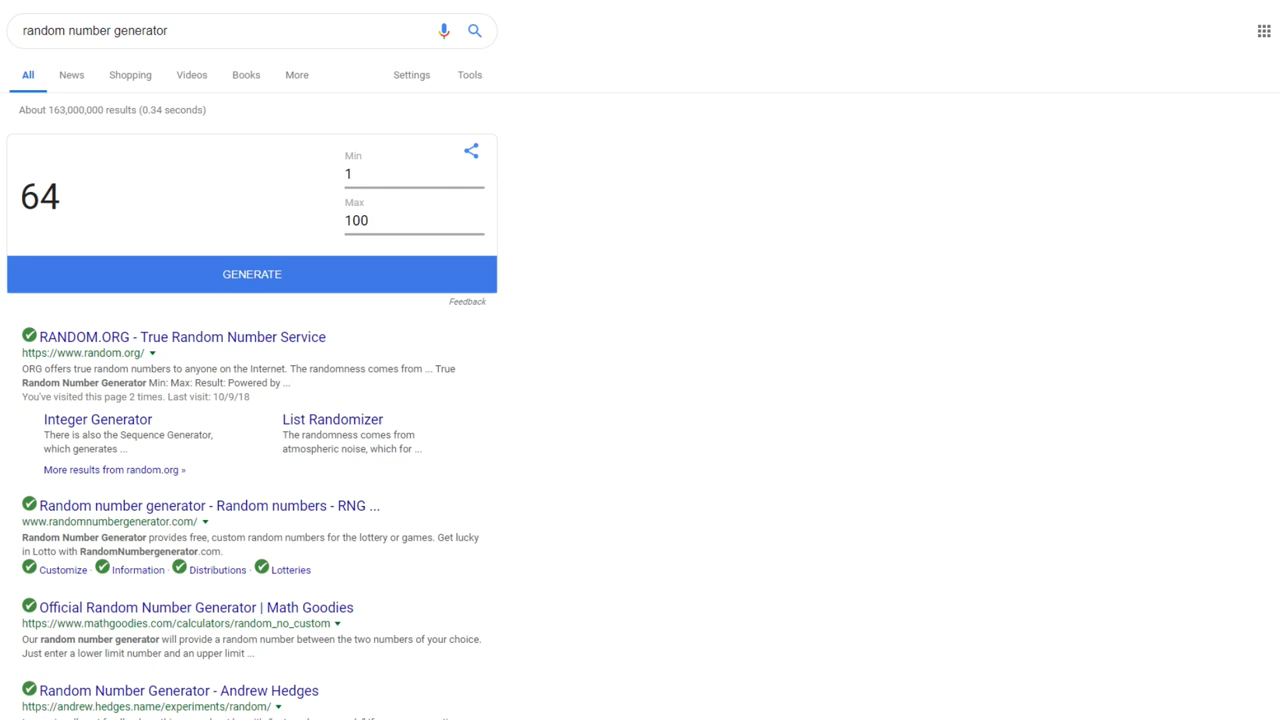 random number generator
All News Shopping Videos Books More Settings Tools
About 163,000,000 results (0.34 seconds)
Min
1
64
Max
100
GENERATE
Feedback
RANDOM.ORG - True Random Number Service
https://www.random.org/
ORG offers true random numbers to anyone on the Internet. The randomness comes from ... True
Random Number Generator Min: Max: Result: Powered by ...
You've visited this page 2 times. Last visit: 10/9/18
Integer Generator
There is also the Sequence Generator,
which generates ...
List Randomizer
The randomness comes from
atmospheric noise, which for ...
More results from random.org »
Random number generator - Random numbers - RNG ...
www.randomnumbergenerator.com/
Random Number Generator provides free, custom random numbers for the lottery or games. Get lucky
in Lotto with RandomNumbergenerator.com.
Customize · Information · Distributions · Lotteries
Official Random Number Generator | Math Goodies
https://www.mathgoodies.com/calculators/random_no_custom
Our random number generator will provide a random number between the two numbers of your choice.
Just enter a lower limit number and an upper limit ...
Random Number Generator - Andrew Hedges
https://andrew.hedges.name/experiments/random/